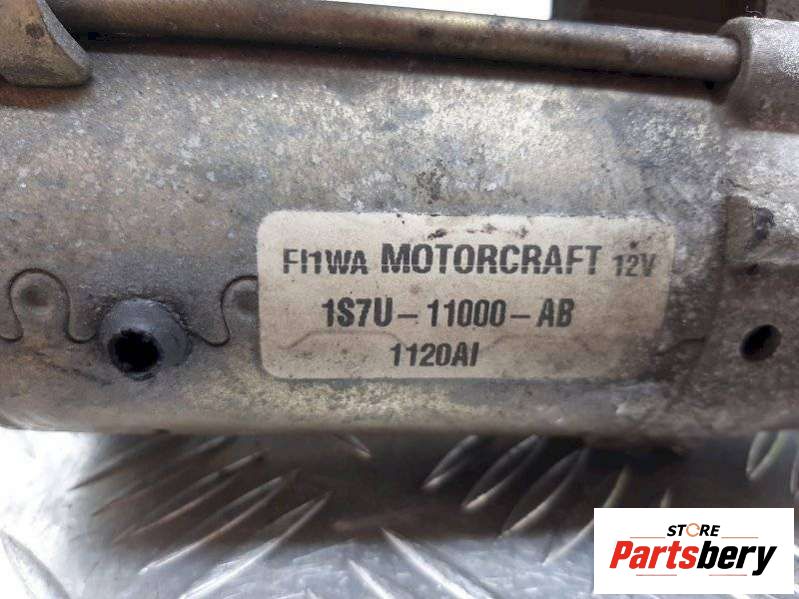 FI1WA MOTORCRAFT 12V
1S7U-11000-AB
1120AI
STORE
Partsbery